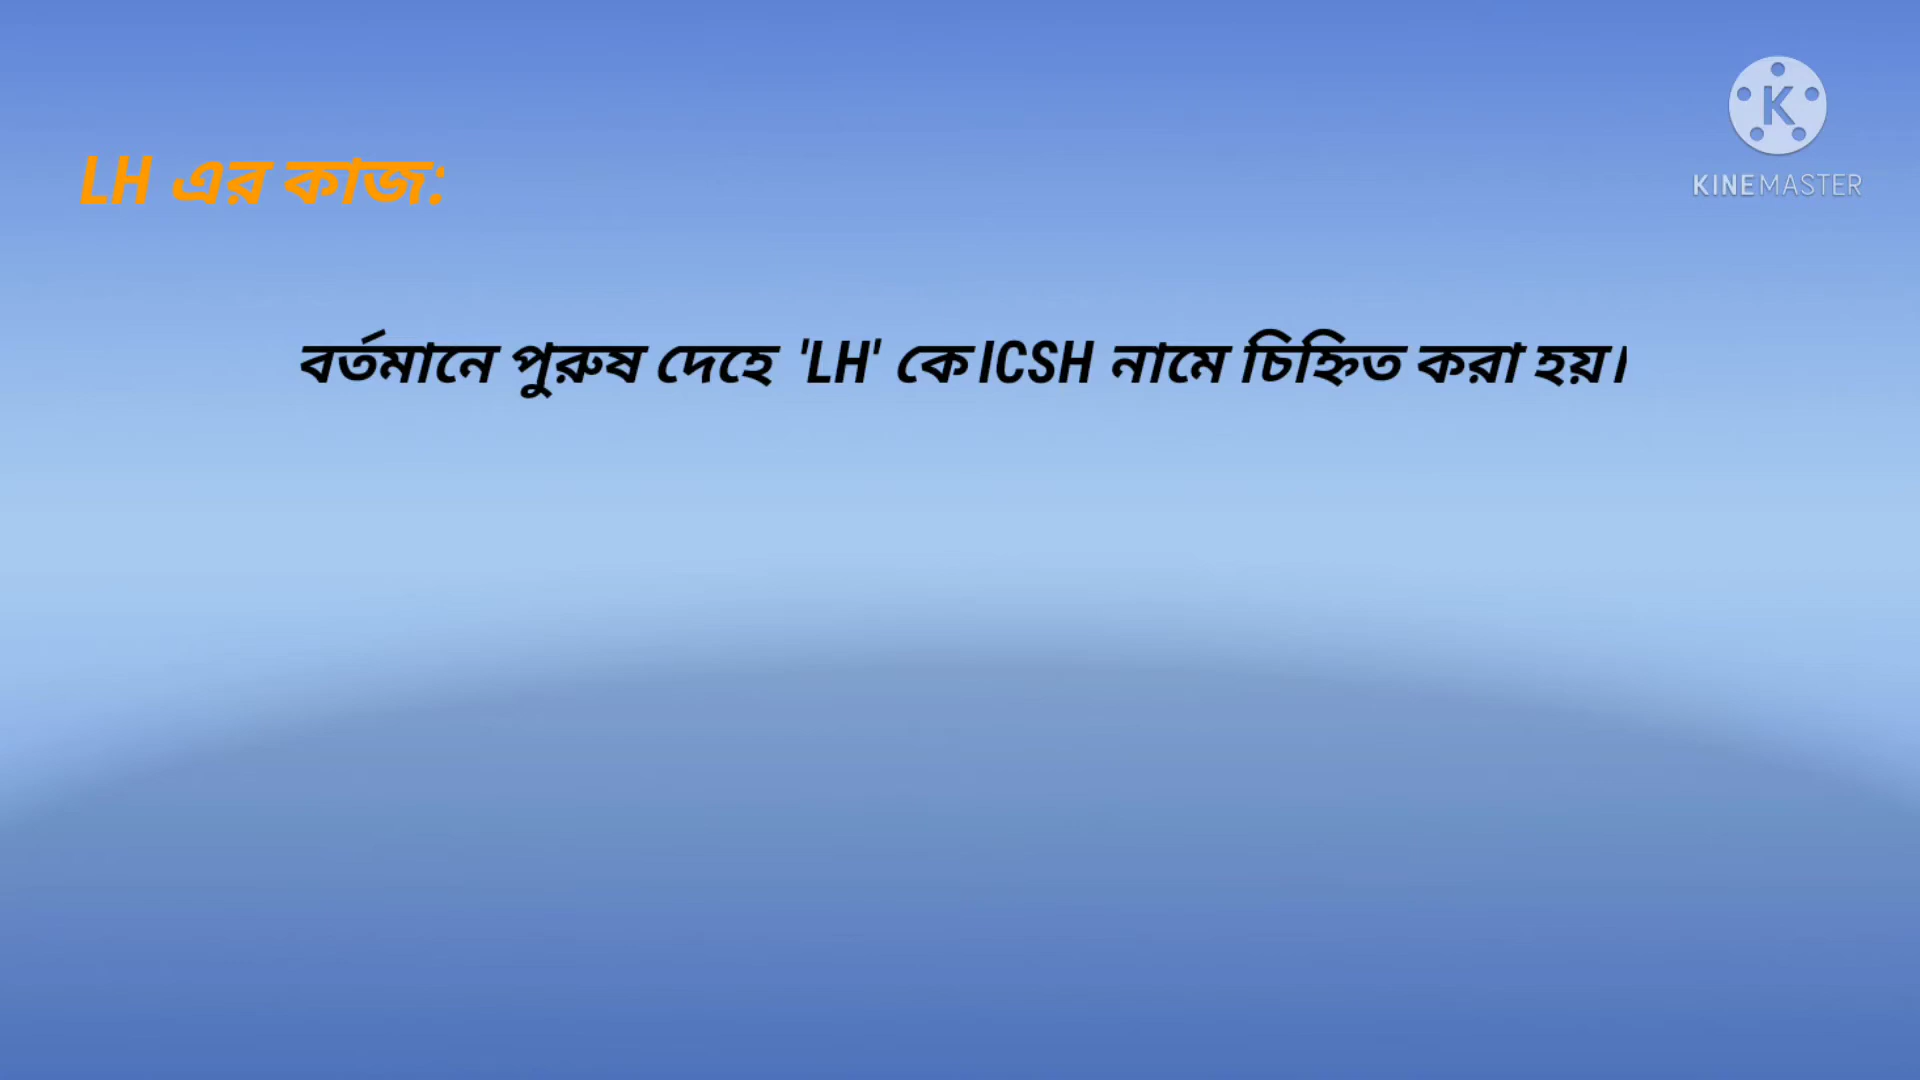 LH এর কাজ:
KINEMASTER
বর্তমানে পুরুষ দেহে 'LH' কে ICSH নামে চিহ্নিত করা হয়।